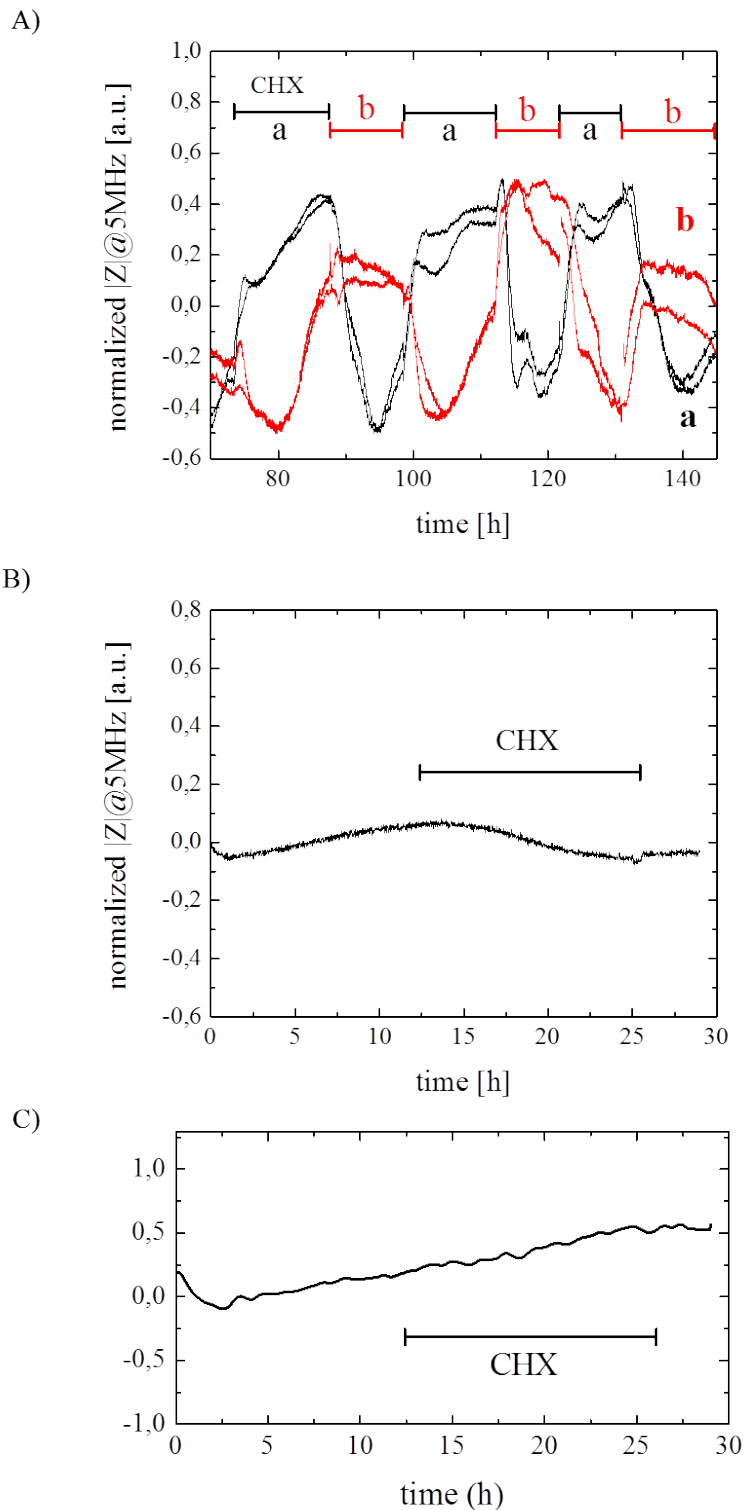 A)
normalized |Z|@5MHz [a.u.]
1,0
0,8
0,6
0,4
0,2
0,0
-0,2
-0,4
-0,6
CHX
a
b
a
b
a
b
b
a
80
100
120
140
time [h]
B)
normalized |Z|@5MHz [a.u.]
0,8
0,6
0,4
0,2
0,0
-0,2
-0,4
-0,6
CHX
0
5
10
15
20
25
30
time [h]
C)
1,0
0,5
0,0
-0,5
-1,0
CHX
0
5
10
15
20
25
30
time (h)